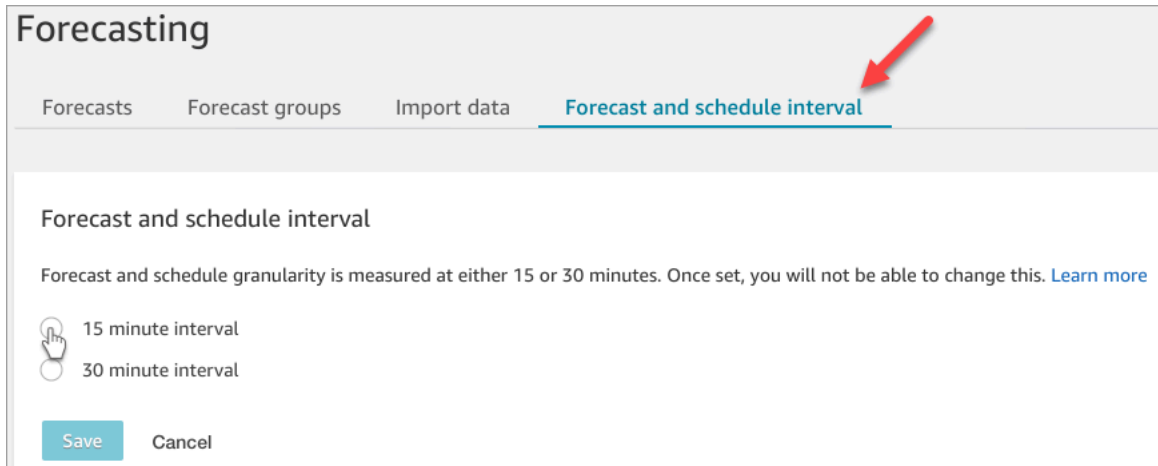 Forecasting
Forecasts Forecast groups Import data Forecast and schedule interval
Forecast and schedule interval
Forecast and schedule granularity is measured at either 15 or 30 minutes. Once set, you will not be able to change this. Learn more
15 minute interval
30 minute interval
Save Cancel